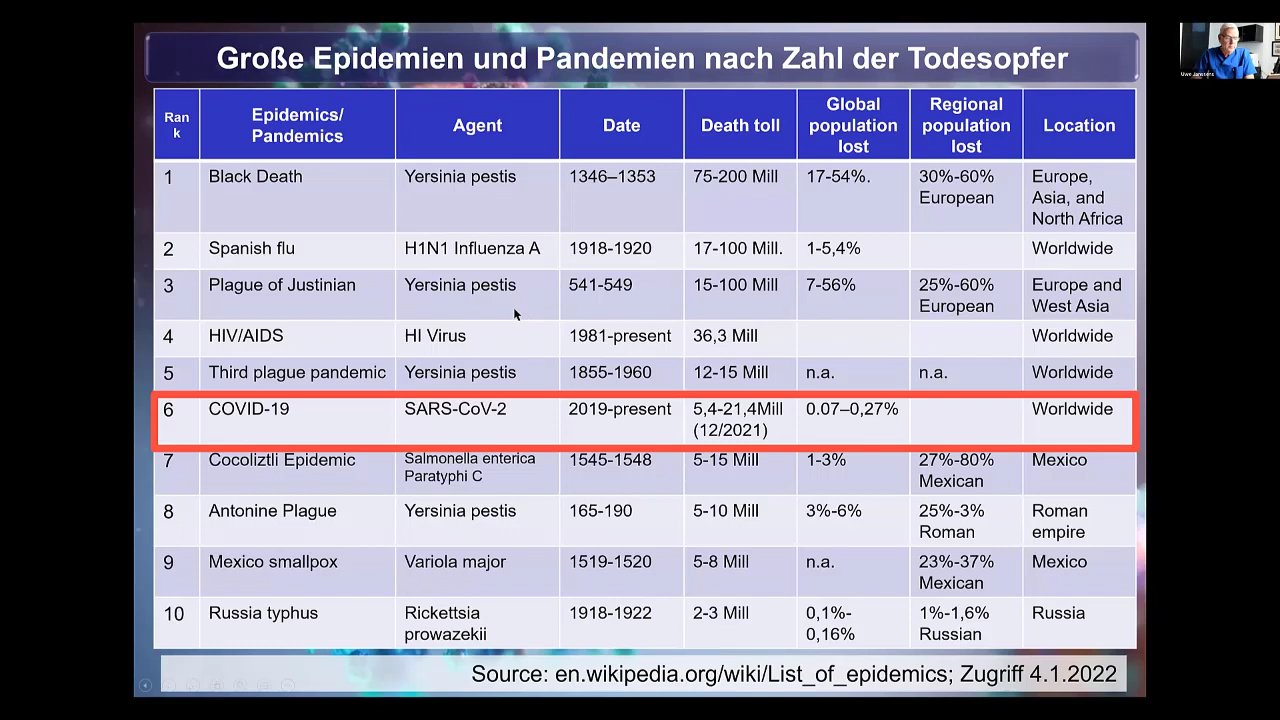 Große Epidemien und Pandemien nach Zahl der Todesopfer
Ran
k
Epidemics/
Pandemics
Agent
Date
Death toll
Global
population
lost
Regional
population
lost
Location
1
Black Death
Yersinia pestis
1346–1353
75-200 Mill
17-54%.
30%-60%
European
Europe,
Asia, and
North Africa
2
Spanish flu
H1N1 Influenza A
1918-1920
17-100 Mill.
1-5,4%
Worldwide
3
Plague of Justinian
Yersinia pestis
541-549
15-100 Mill
7-56%
25%-60%
European
Europe and
West Asia
4
HIV/AIDS
HI Virus
1981-present
36,3 Mill
Worldwide
5
Third plague pandemic
Yersinia pestis
1855-1960
12-15 Mill
n.a.
n.a.
Worldwide
6
COVID-19
SARS-CoV-2
2019-present
5,4-21,4Mill
(12/2021)
0.07–0,27%
Worldwide
7
Cocoliztli Epidemic
Salmonella enterica
Paratyphi C
1545-1548
5-15 Mill
1-3%
27%-80%
Mexican
Mexico
8
Antonine Plague
Yersinia pestis
165-190
5-10 Mill
3%-6%
25%-3%
Roman
Roman
empire
9
Mexico smallpox
Variola major
1519-1520
5-8 Mill
n.a.
23%-37%
Mexican
Mexico
10
Russia typhus
Rickettsia
prowazekii
1918-1922
2-3 Mill
0,1%-
0,16%
1%-1,6%
Russian
Russia
Source: en.wikipedia.org/wiki/List_of_epidemics; Zugriff 4.1.2022
Uwe Janssens